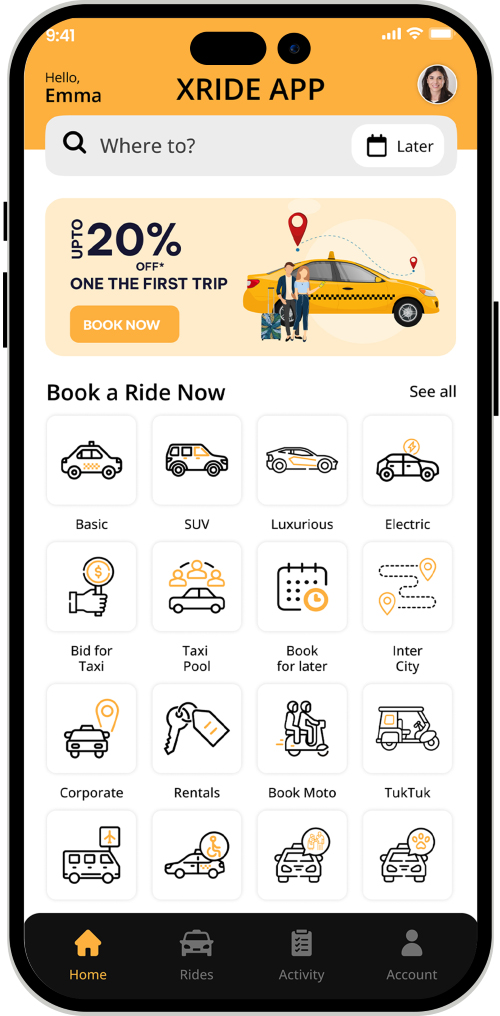 9:41
Hello,
Emma
XRIDE APP
Where to?
Later
UPTO
20%
OFF*
ONE THE FIRST TRIP
BOOK NOW
Book a Ride Now
See all
Basic
SUV
Luxurious
Electric
$
Bid for
Taxi
Taxi
Pool
Book
for later
Inter
City
Corporate
Rentals
Book Moto
TukTuk
Home
Rides
Activity
Account